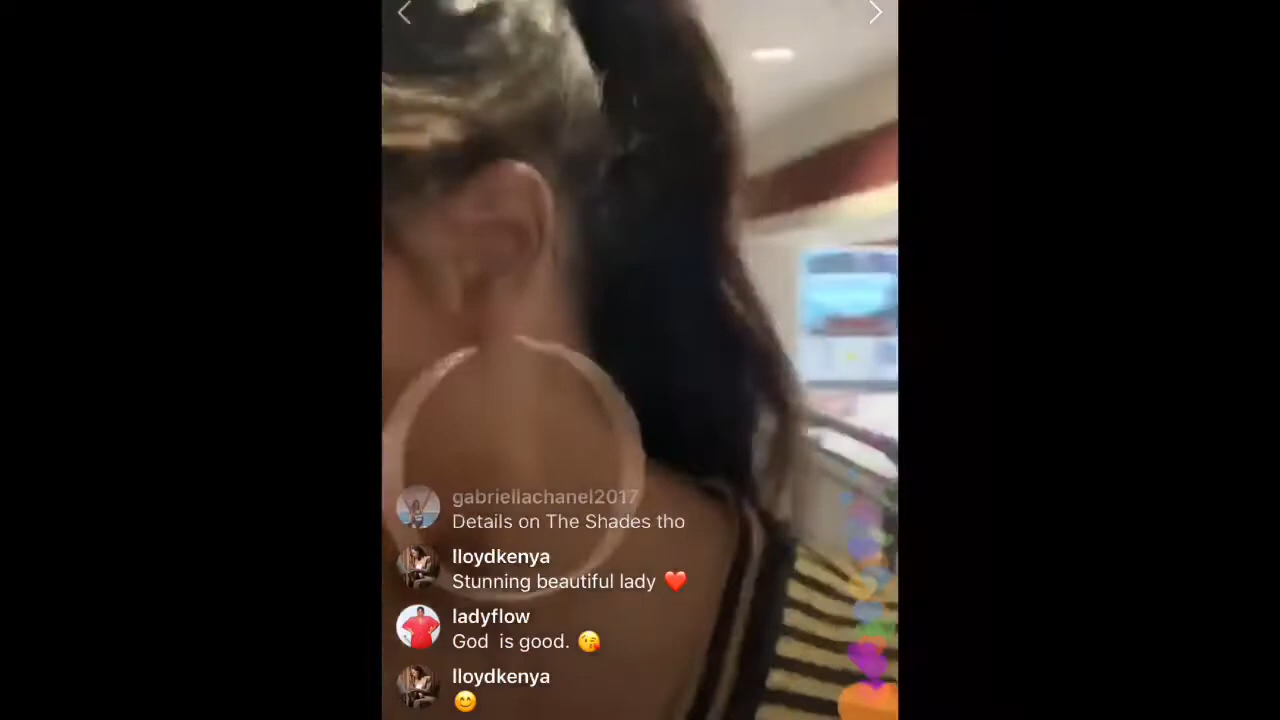 gabriellachanel2017
Details on The Shades tho
lloydkenya
Stunning beautiful lady ❤️
ladyflow
God is good. 😘
lloydkenya
😊